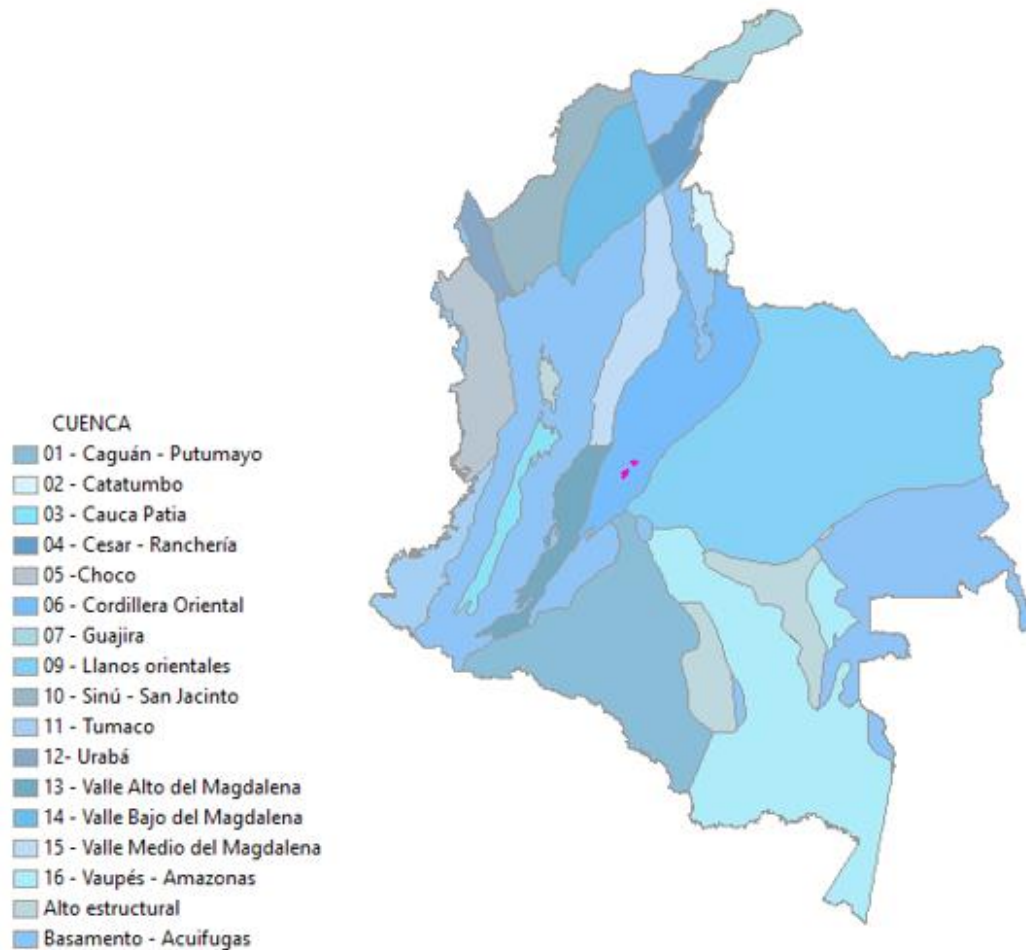 CUENCA
01 - Caguán - Putumayo
02 - Catatumbo
03 - Cauca Patia
04 - Cesar - Ranchería
05 -Choco
06 - Cordillera Oriental
07 - Guajira
09 - Llanos orientales
10 - Sinú - San Jacinto
11 - Tumaco
12- Urabá
13 - Valle Alto del Magdalena
14 - Valle Bajo del Magdalena
15 - Valle Medio del Magdalena
16 - Vaupés - Amazonas
Alto estructural
Basamento - Acuifugas